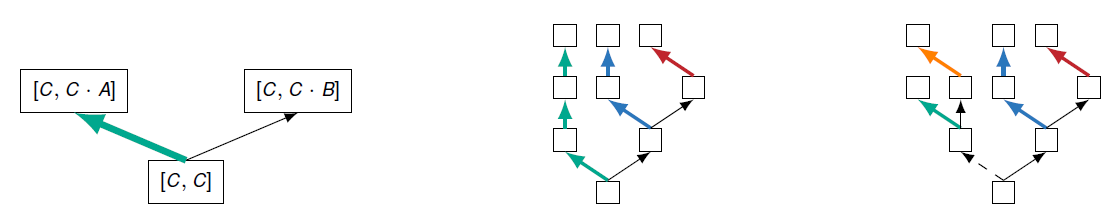 [C, C · A]
[C, C · B]
[C, C]